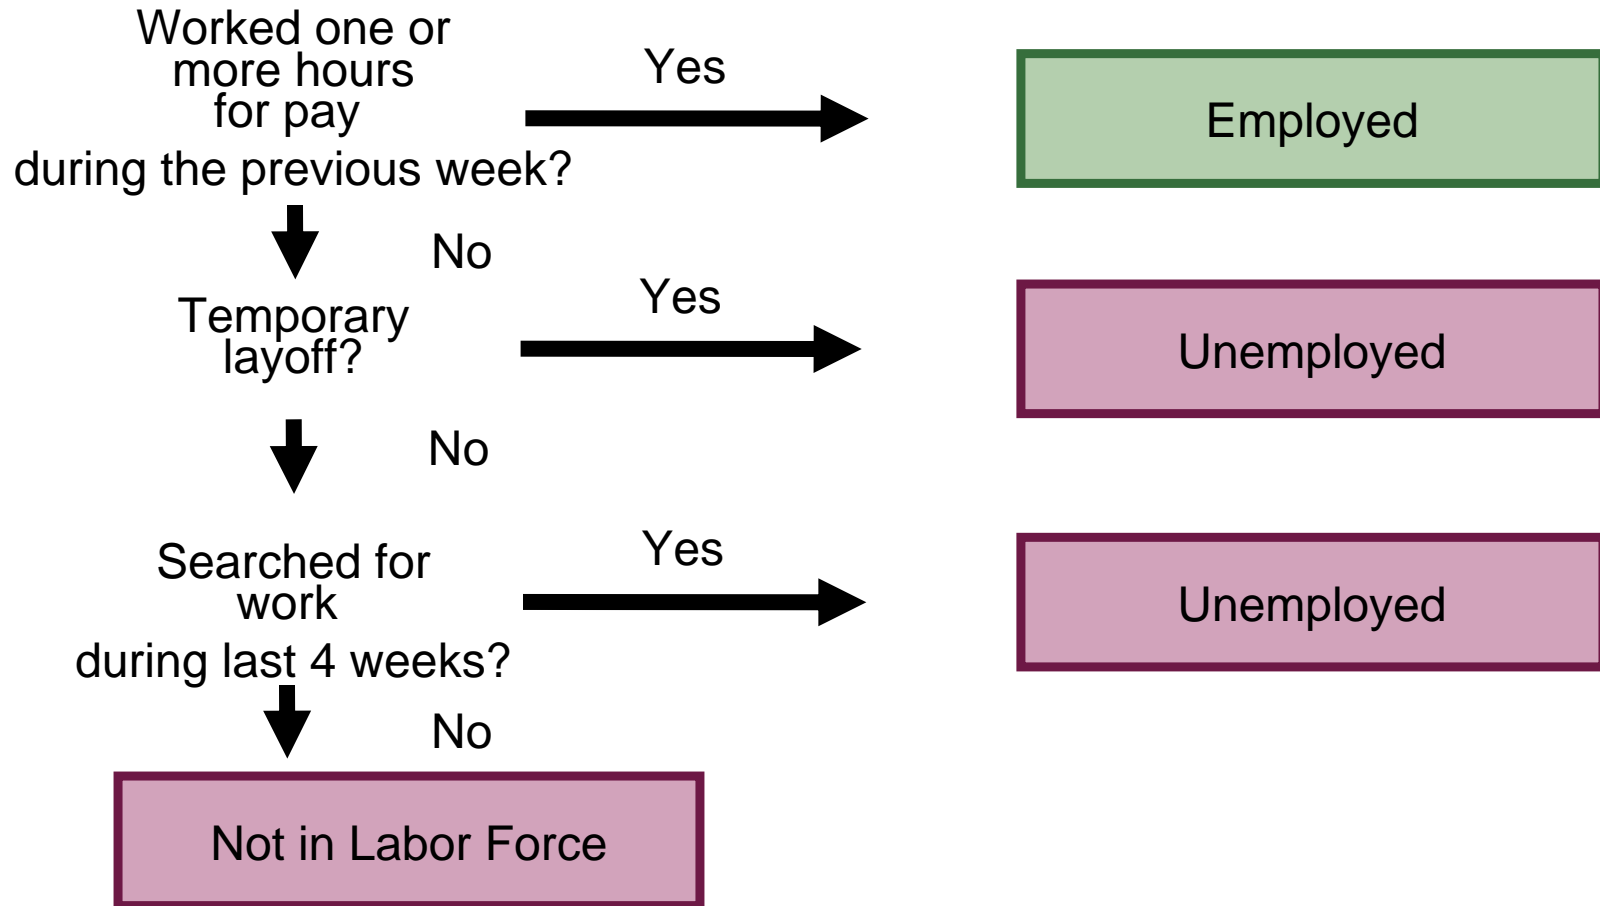 Worked one or
more hours
for pay
during the previous week?
Yes
Employed
No
Temporary
layoff?
Yes
Unemployed
No
Searched for
work
during last 4 weeks?
Yes
Unemployed
No
Not in Labor Force